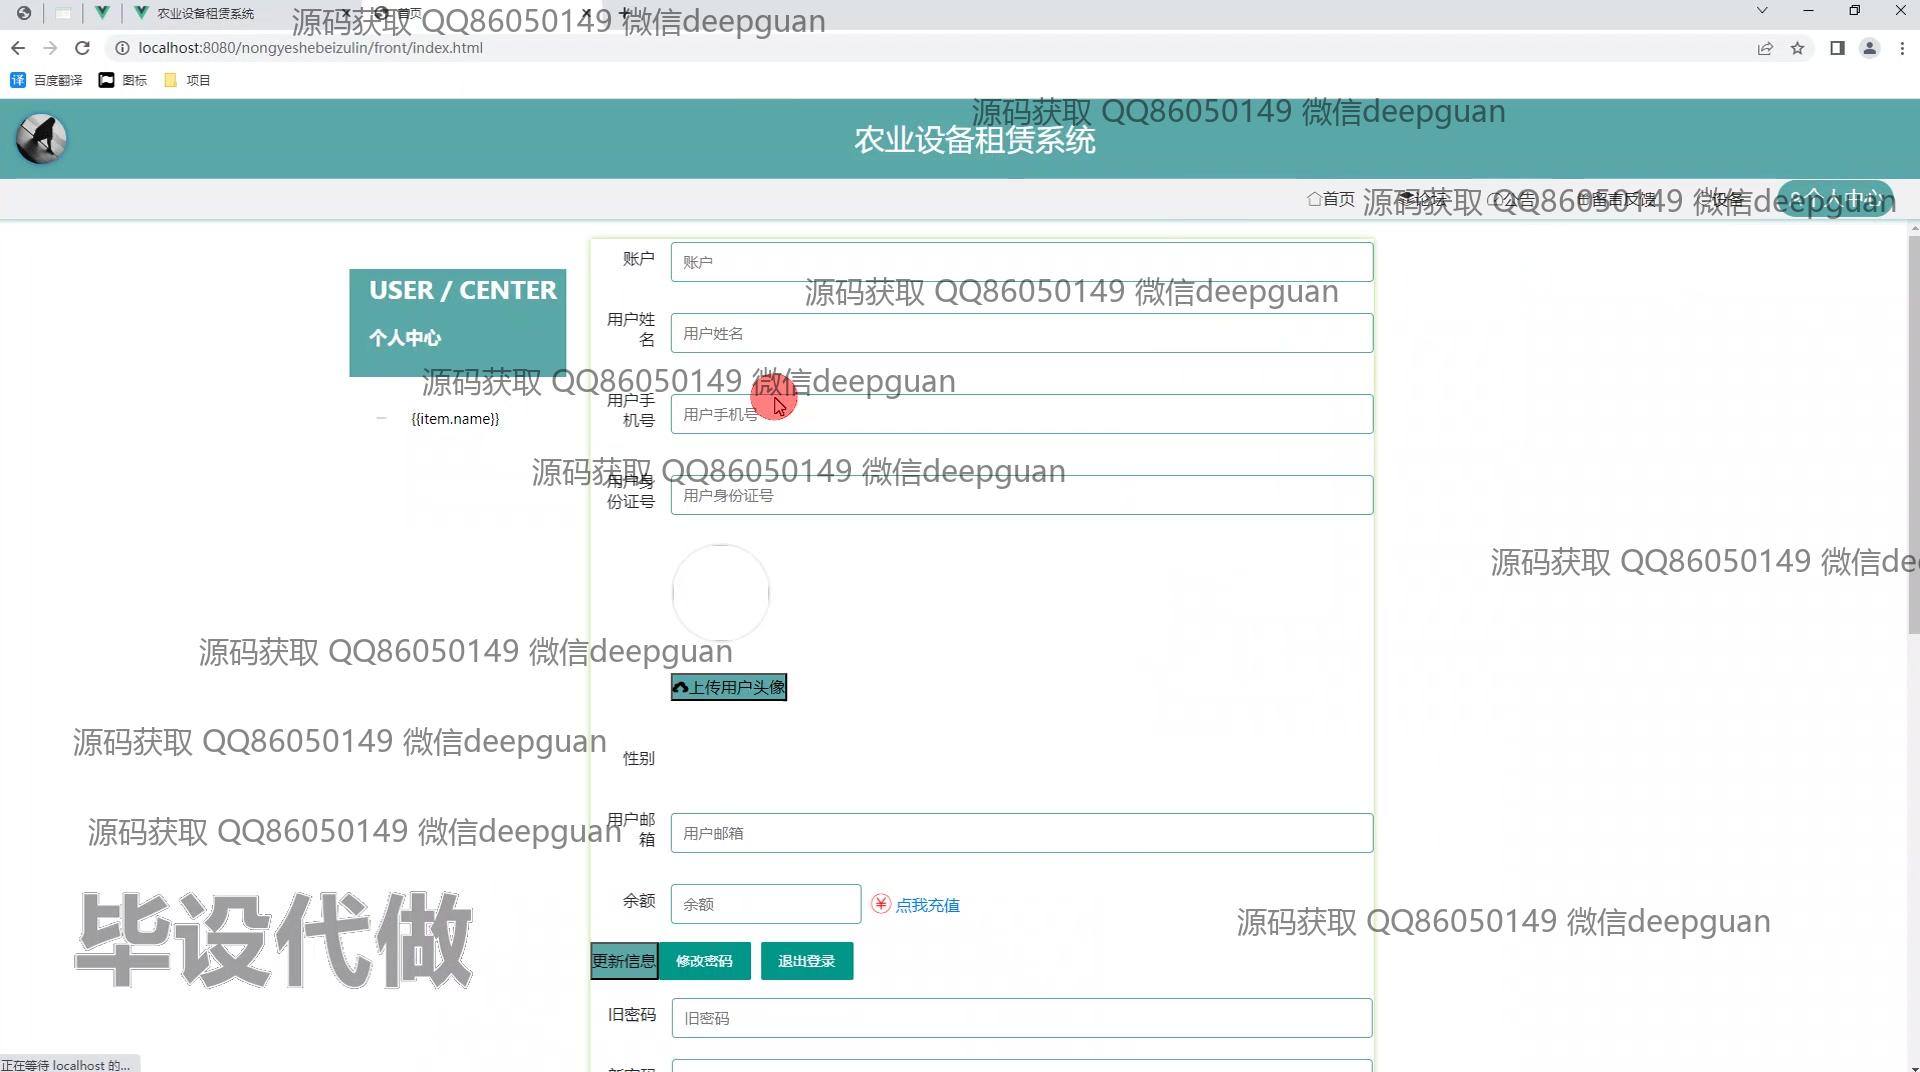 农业设备租赁系统
首页
源码获取 QQ86050149 微信deepguan
localhost:8080/nongyeshebeizulin/front/index.html
百度翻译 图标 项目
源码获取 QQ86050149 微信deepguan
农业设备租赁系统
首页 论坛 公告 留言反馈 设备 个人中心
源码获取 QQ86050149 微信deepguan
USER / CENTER
个人中心
{{item.name}}
账户 账户
源码获取 QQ86050149 微信deepguan
用户姓名 用户姓名
源码获取 QQ86050149 微信deepguan
用户手机号 用户手机号
源码获取 QQ86050149 微信deepguan
用户身份证号 用户身份证号
源码获取 QQ86050149 微信de
源码获取 QQ86050149 微信deepguan
上传用户头像
源码获取 QQ86050149 微信deepguan
性别
源码获取 QQ86050149 微信deepguan
用户邮箱 用户邮箱
余额 余额 点我充值
源码获取 QQ86050149 微信deepguan
毕设代做
更新信息 修改密码 退出登录
旧密码 旧密码
正在等待 localhost 的...